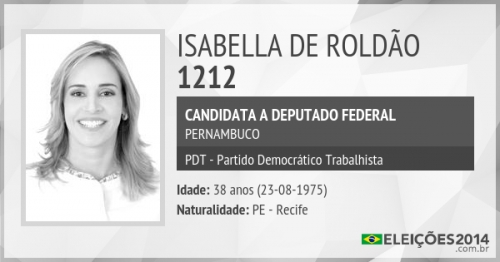 ISABELLA DE ROLDÃO
1212
CANDIDATA A DEPUTADO FEDERAL
PERNAMBUCO
PDT - Partido Democrático Trabalhista
Idade: 38 anos (23-08-1975)
Naturalidade: PE - Recife
ELEIÇÕES2014
.com.br